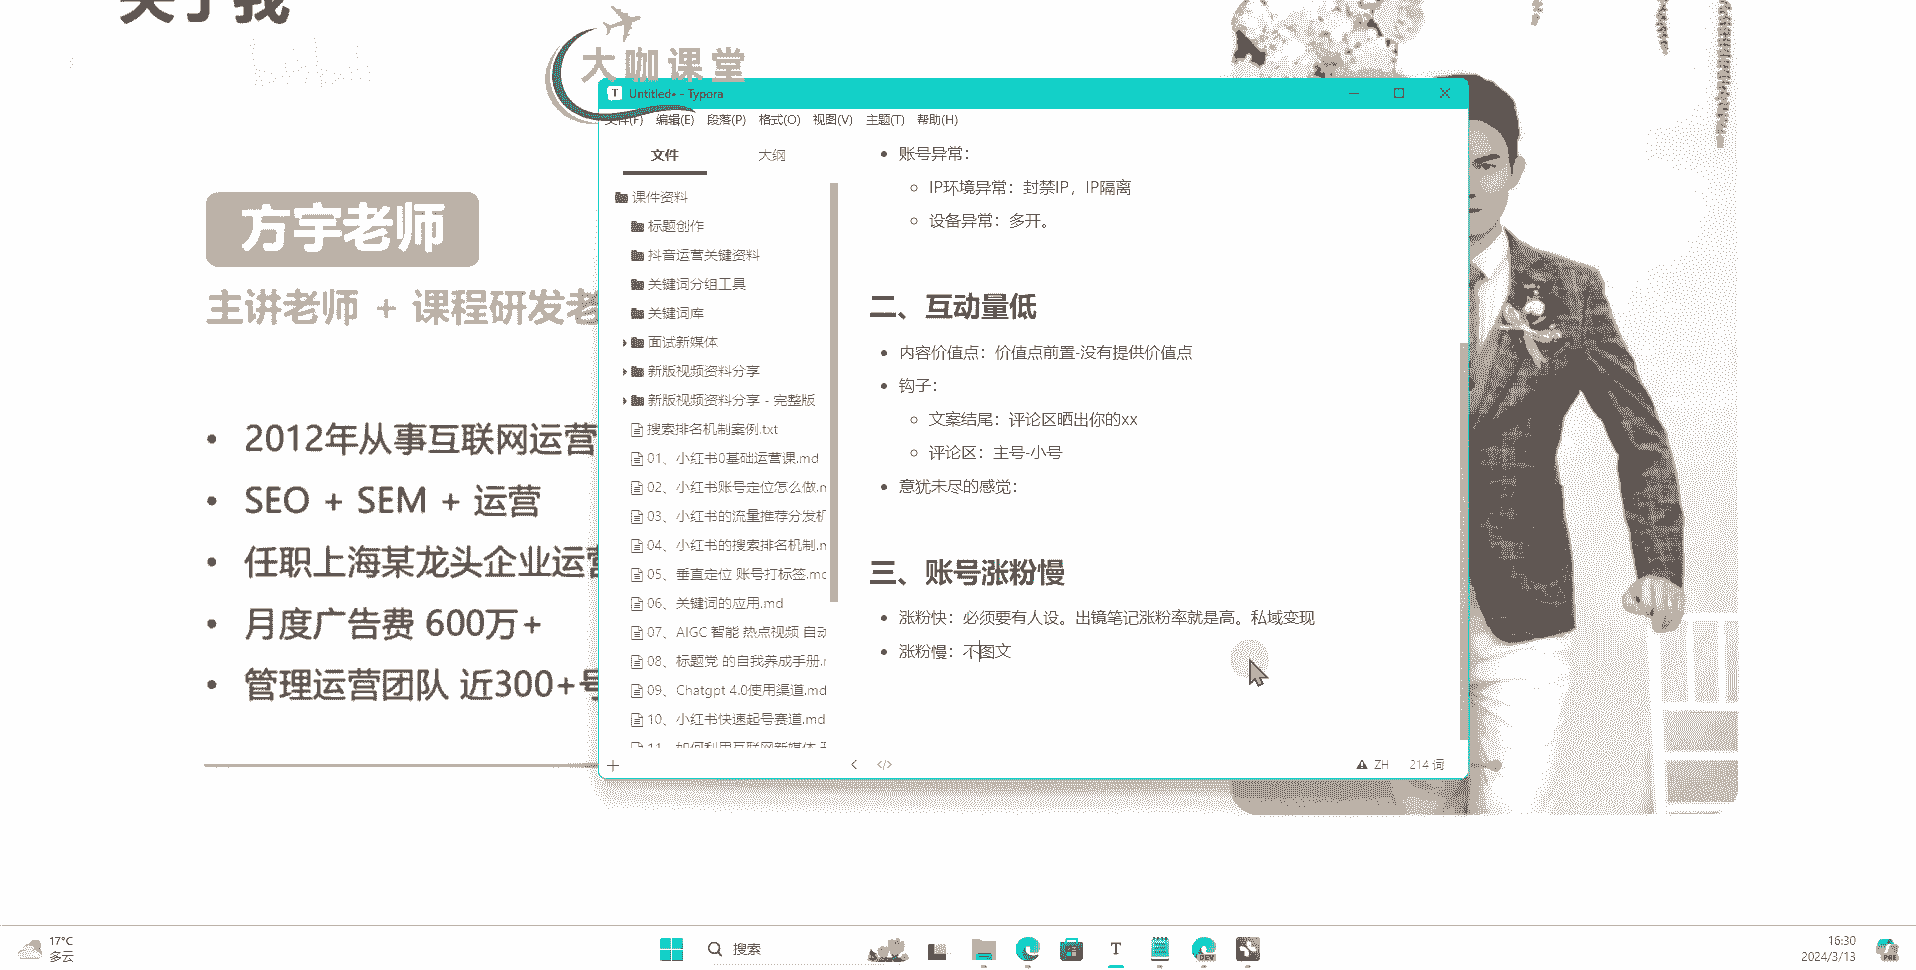 关于我
大咖课堂
方宇老师
主讲老师 + 课程研发老
• 2012年从事互联网运营
• SEO + SEM + 运营
• 任职上海某龙头企业运营
• 月度广告费 600万+
• 管理运营团队 近300+号
Untitled• - Typora
文件(F) 编辑(E) 段落(P) 格式(O) 视图(V) 主题(T) 帮助(H)
文件 大纲
课件资料
标题创作
抖音运营关键资料
关键词分组工具
关键词库
面试新媒体
新版视频资料分享
新版视频资料分享 - 完整版
搜索排名机制案例.txt
01、小红书0基础运营课.md
02、小红书账号定位怎么做.m
03、小红书的流量推荐分发机
04、小红书的搜索排名机制.m
05、垂直定位 账号打标签.md
06、关键词的应用.md
07、AIGC 智能 热点视频 自动
08、标题党 的自我养成手册.m
09、Chatgpt 4.0使用渠道.md
10、小红书快速起号赛道.md
11、如何利用互联网新媒体
• 账号异常：
IP环境异常：封禁IP，IP隔离
设备异常：多开。
二、互动量低
• 内容价值点：价值点前置-没有提供价值点
• 钩子：
文案结尾：评论区晒出你的xx
评论区：主号-小号
• 意犹未尽的感觉：
三、账号涨粉慢
• 涨粉快：必须要有人设。出镜笔记涨粉率就是高。私域变现
• 涨粉慢：不图文
ZH 214 词
17°C
多云
搜索
16:30
2024/3/13